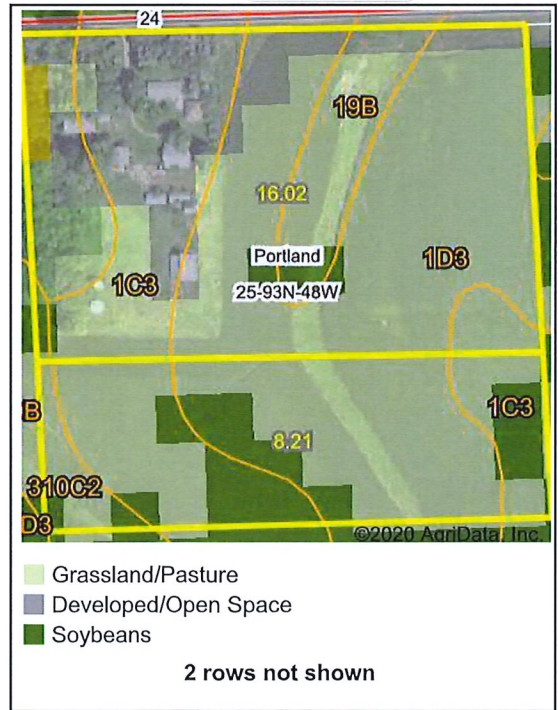 24
19B
16.02
Portland
1D3
1C3
25-93N-48W
1C3
B
8.21
310C2
D3
©2020 AgriData, Inc.
Grassland/Pasture
Developed/Open Space
Soybeans
2 rows not shown